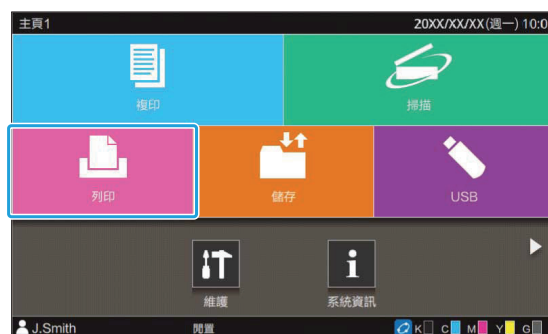 主頁1 20XX/XX/XX(週一) 10:0
複印 掃描
列印 儲存 USB
維護 系統資訊
J.Smith 閒置 K C M Y G